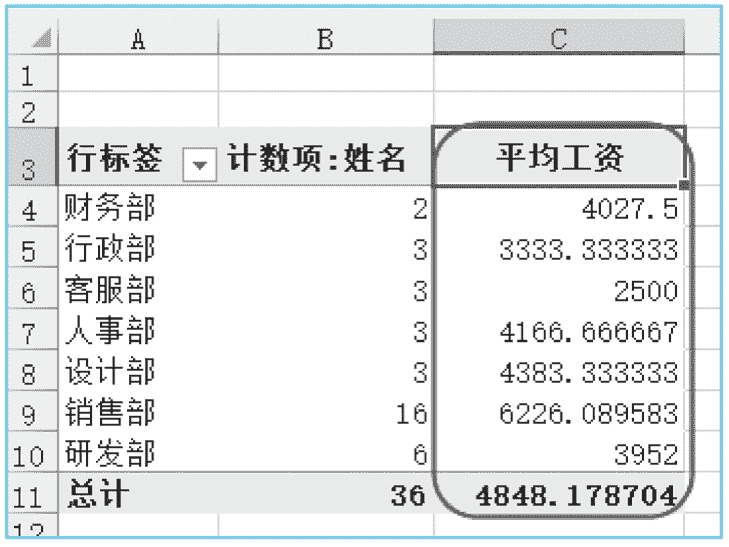 A B C
1
2
3 行标签 计数项:姓名 平均工资
4 财务部 2 4027.5
5 行政部 3 3333.333333
6 客服部 3 2500
7 人事部 3 4166.666667
8 设计部 3 4383.333333
9 销售部 16 6226.089583
10 研发部 6 3952
11 总计 36 4848.178704
12